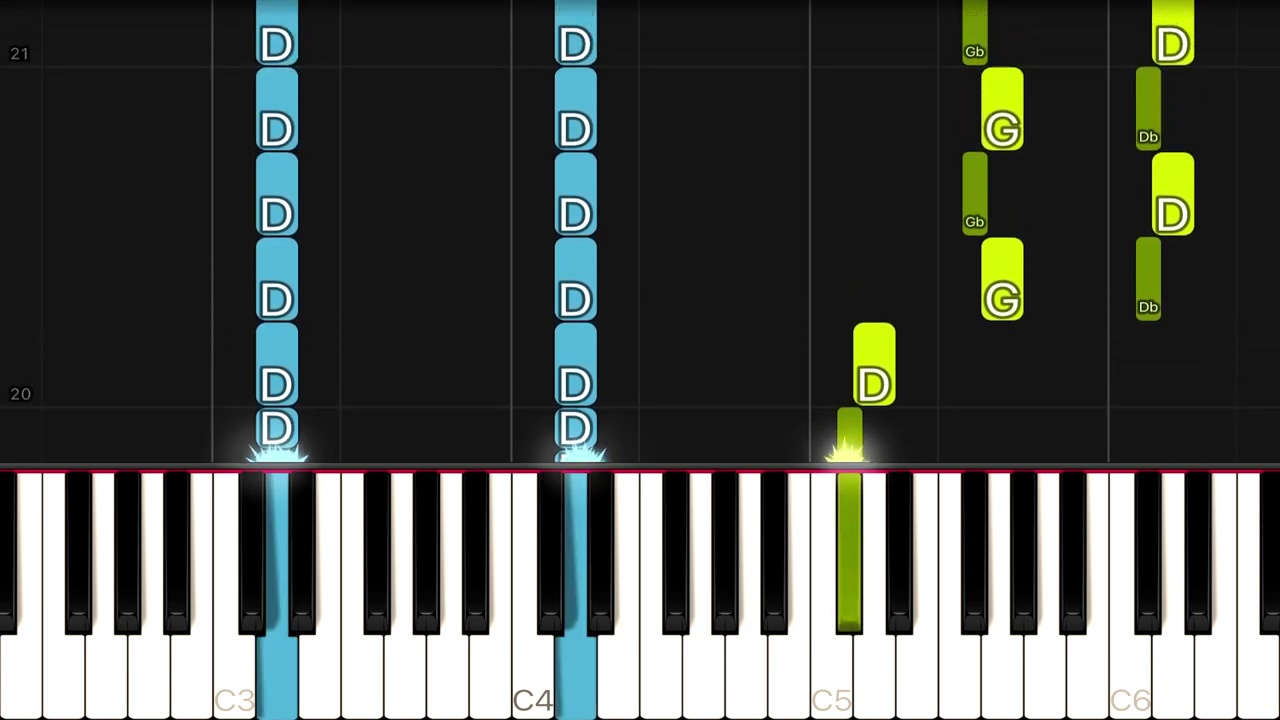 D D Gb D
21
D D G Db
D D Gb D
D D G Db
D D D
20
D D
C3 C4 C5 C6